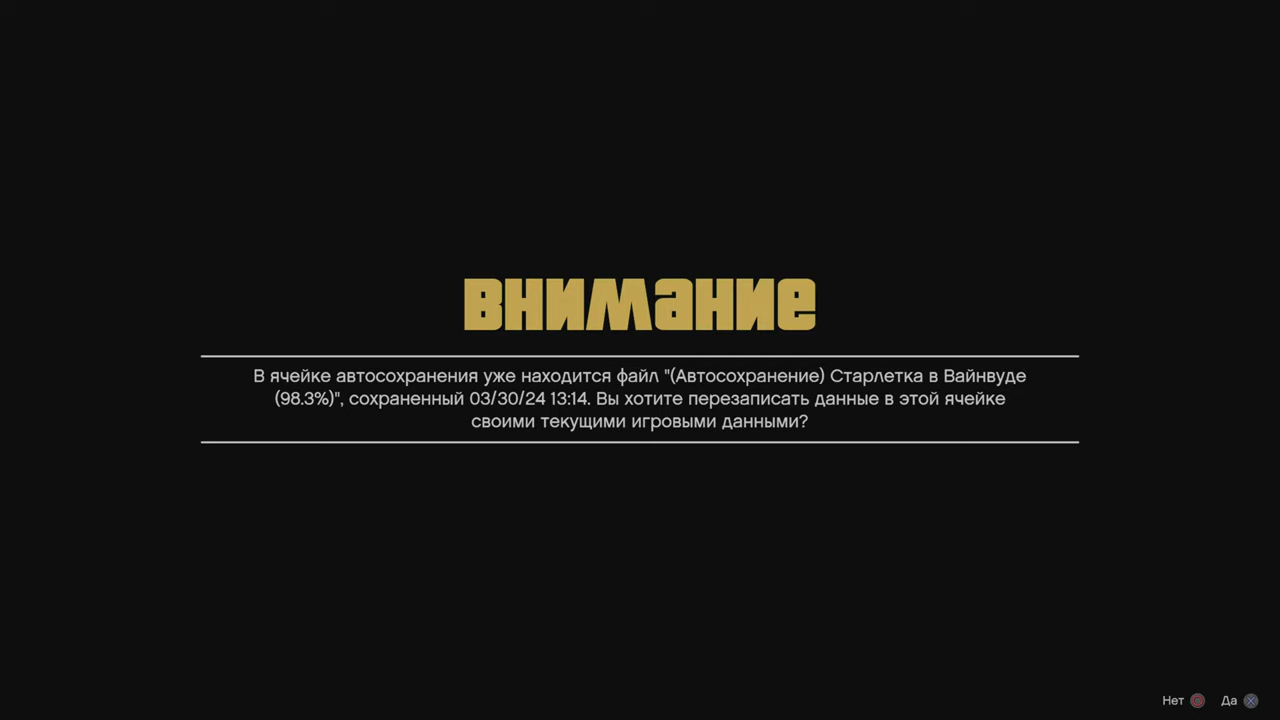 внимание
В ячейке автосохранения уже находится файл "(Автосохранение) Старлетка в Вайнвуде
(98.3%)", сохраненный 03/30/24 13:14. Вы хотите перезаписать данные в этой ячейке
своими текущими игровыми данными?
Нет Да